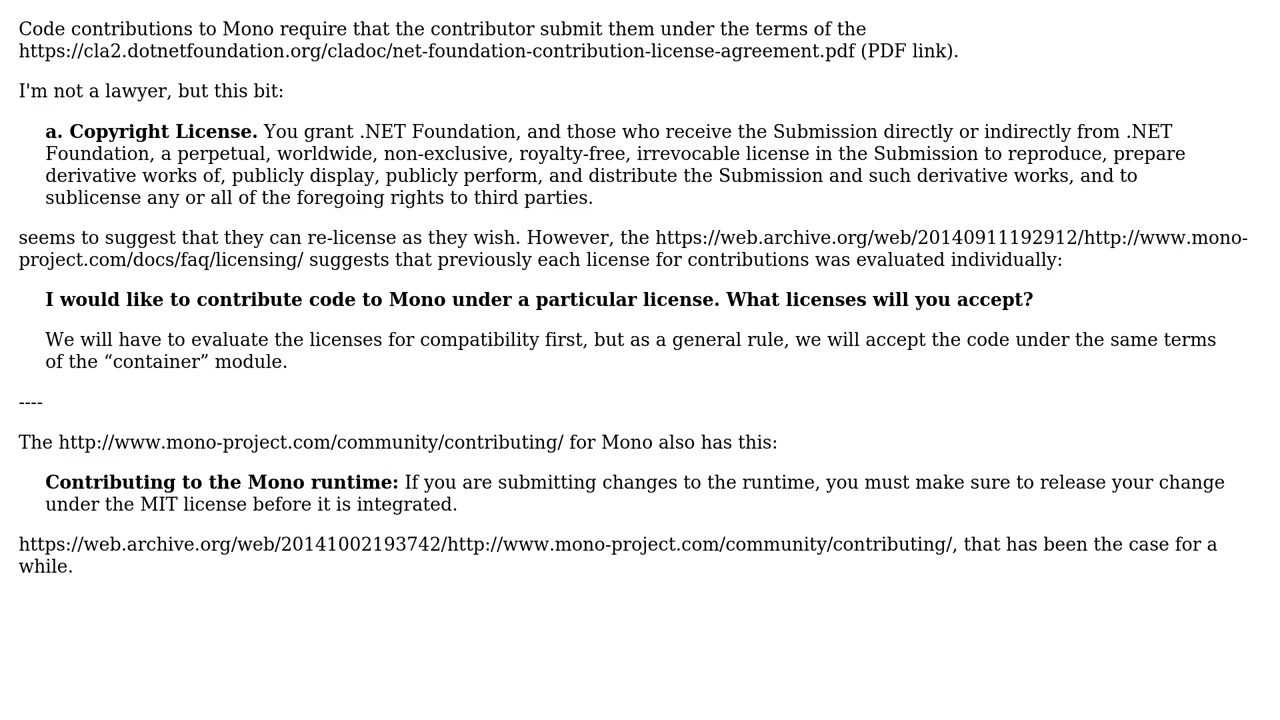 Code contributions to Mono require that the contributor submit them under the terms of the
https://cla2.dotnetfoundation.org/cladoc/net-foundation-contribution-license-agreement.pdf (PDF link).
I'm not a lawyer, but this bit:
a. Copyright License. You grant .NET Foundation, and those who receive the Submission directly or indirectly from .NET
Foundation, a perpetual, worldwide, non-exclusive, royalty-free, irrevocable license in the Submission to reproduce, prepare
derivative works of, publicly display, publicly perform, and distribute the Submission and such derivative works, and to
sublicense any or all of the foregoing rights to third parties.
seems to suggest that they can re-license as they wish. However, the https://web.archive.org/web/20140911192912/http://www.mono-
project.com/docs/faq/licensing/ suggests that previously each license for contributions was evaluated individually:
I would like to contribute code to Mono under a particular license. What licenses will you accept?
We will have to evaluate the licenses for compatibility first, but as a general rule, we will accept the code under the same terms
of the “container” module.
----
The http://www.mono-project.com/community/contributing/ for Mono also has this:
Contributing to the Mono runtime: If you are submitting changes to the runtime, you must make sure to release your change
under the MIT license before it is integrated.
https://web.archive.org/web/20141002193742/http://www.mono-project.com/community/contributing/, that has been the case for a
while.